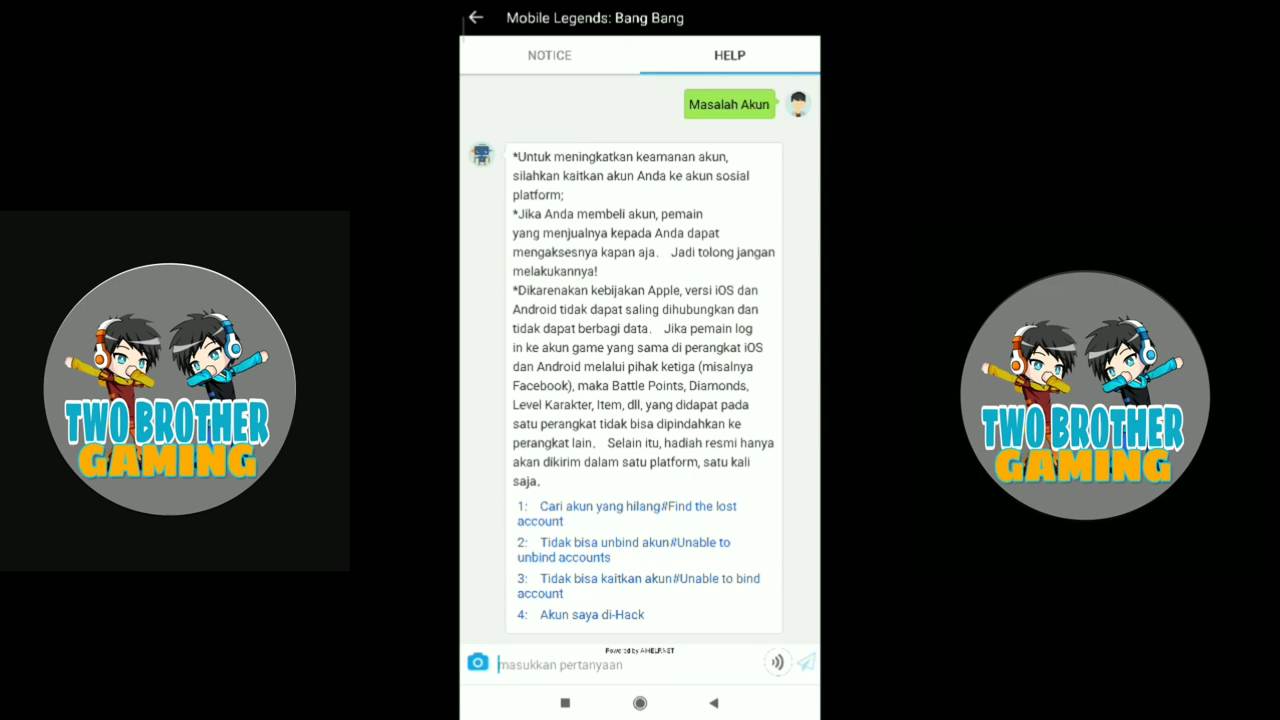 Mobile Legends: Bang Bang
NOTICE
HELP
Masalah Akun
*Untuk meningkatkan keamanan akun,
silahkan kaitkan akun Anda ke akun sosial
platform;
*Jika Anda membeli akun, pemain
yang menjualnya kepada Anda dapat
mengaksesnya kapan aja. Jadi tolong jangan
melakukannya!
*Dikarenakan kebijakan Apple, versi iOS dan
Android tidak dapat saling dihubungkan dan
tidak dapat berbagi data. Jika pemain log
in ke akun game yang sama di perangkat iOS
dan Android melalui pihak ketiga (misalnya
Facebook), maka Battle Points, Diamonds,
Level Karakter, Item, dll, yang didapat pada
satu perangkat tidak bisa dipindahkan ke
perangkat lain. Selain itu, hadiah resmi hanya
akan dikirim dalam satu platform, satu kali
saja.
1: Cari akun yang hilang#Find the lost
account
2: Tidak bisa unbind akun#Unable to
unbind accounts
3: Tidak bisa kaitkan akun#Unable to bind
account
4: Akun saya di-Hack
Powered by AIHELP.NET
masukkan pertanyaan
TWO BROTHER
GAMING
TWO BROTHER
GAMING